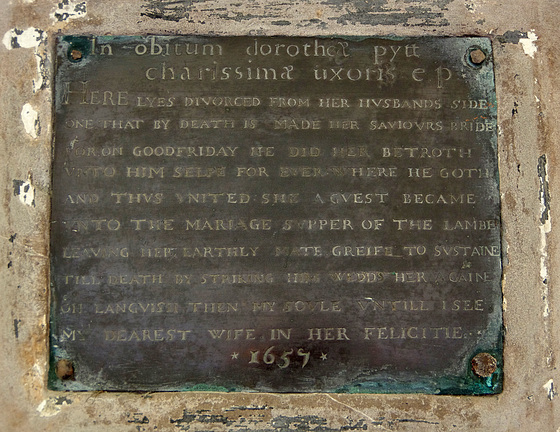 In obitum dorotheæ pytt
charissimæ uxoris e p
HERE LYES DIVORCED FROM HER HVSBANDS SIDE
ONE THAT BY DEATH IS MADE HER SAVIOVRS BRIDE
FOR ON GOODFRIDAY HE DID HER BETROTH
VNTO HIM SELFE FOR EVER WHERE HE GOTH
AND THVS VNITED SHE A GVEST BECAME
VNTO THE MARIAGE SVPPER OF THE LAMBE
LEAVING HER EARTHLY MATE GREIFE TO SVSTAINE
TILL DEATH BY STRIKING HIM WEDDS HER AGAINE
OH LANGVISH THEN MY SOVLE VNTILL I SEE
MY DEAREST WIFE IN HER FELICITIE
* 1657 *